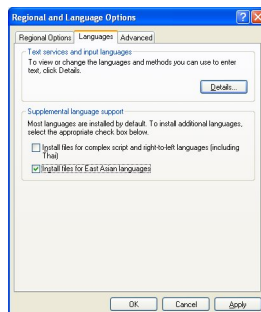 Regional and Language Options
Regional Options Languages Advanced
Text services and input languages
To view or change the languages and methods you can use to enter
text, click Details.
Details...
Supplemental language support
Most languages are installed by default. To install additional languages,
select the appropriate check box below.
Install files for complex script and right-to-left languages (including
Thai)
Install files for East Asian languages
OK Cancel Apply